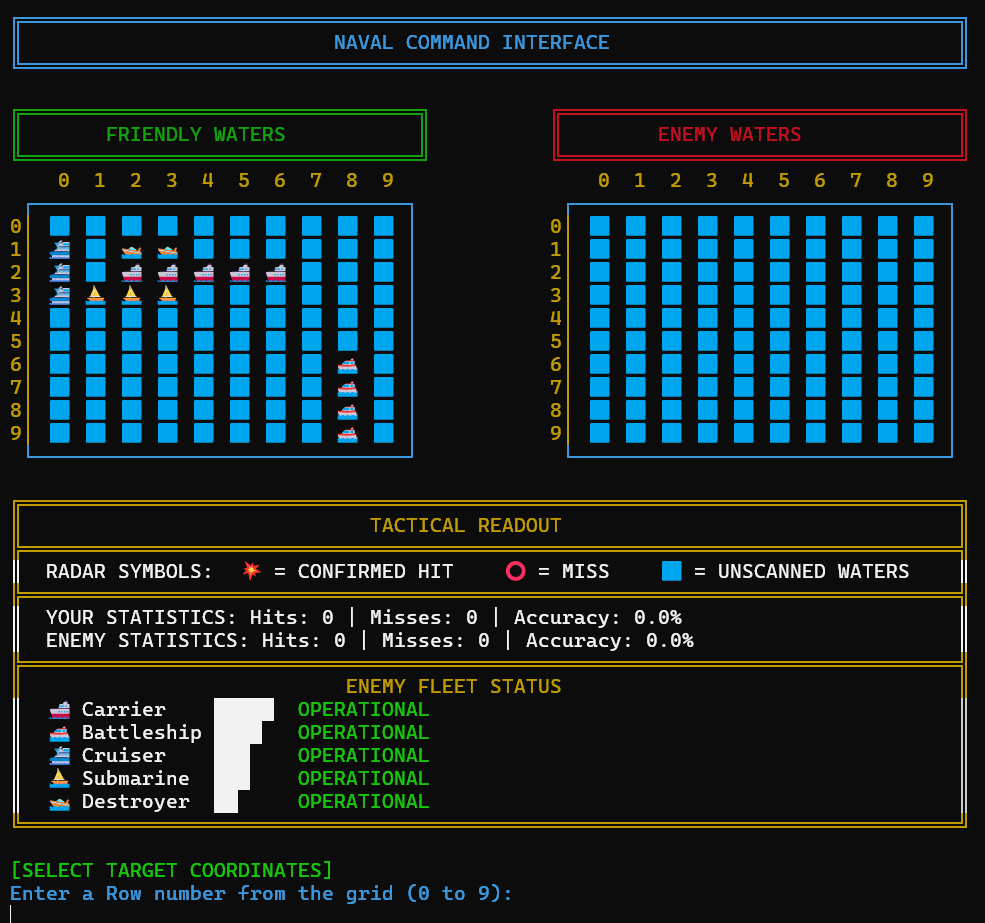 NAVAL COMMAND INTERFACE
FRIENDLY WATERS ENEMY WATERS
0 1 2 3 4 5 6 7 8 9 0 1 2 3 4 5 6 7 8 9
0 0
1 1
2 2
3 3
4 4
5 5
6 6
7 7
8 8
9 9
TACTICAL READOUT
RADAR SYMBOLS: 💥 = CONFIRMED HIT ⭕ = MISS 🟦 = UNSCANNED WATERS
YOUR STATISTICS: Hits: 0 | Misses: 0 | Accuracy: 0.0%
ENEMY STATISTICS: Hits: 0 | Misses: 0 | Accuracy: 0.0%
ENEMY FLEET STATUS
Carrier OPERATIONAL
Battleship OPERATIONAL
Cruiser OPERATIONAL
Submarine OPERATIONAL
Destroyer OPERATIONAL
[SELECT TARGET COORDINATES]
Enter a Row number from the grid (0 to 9):